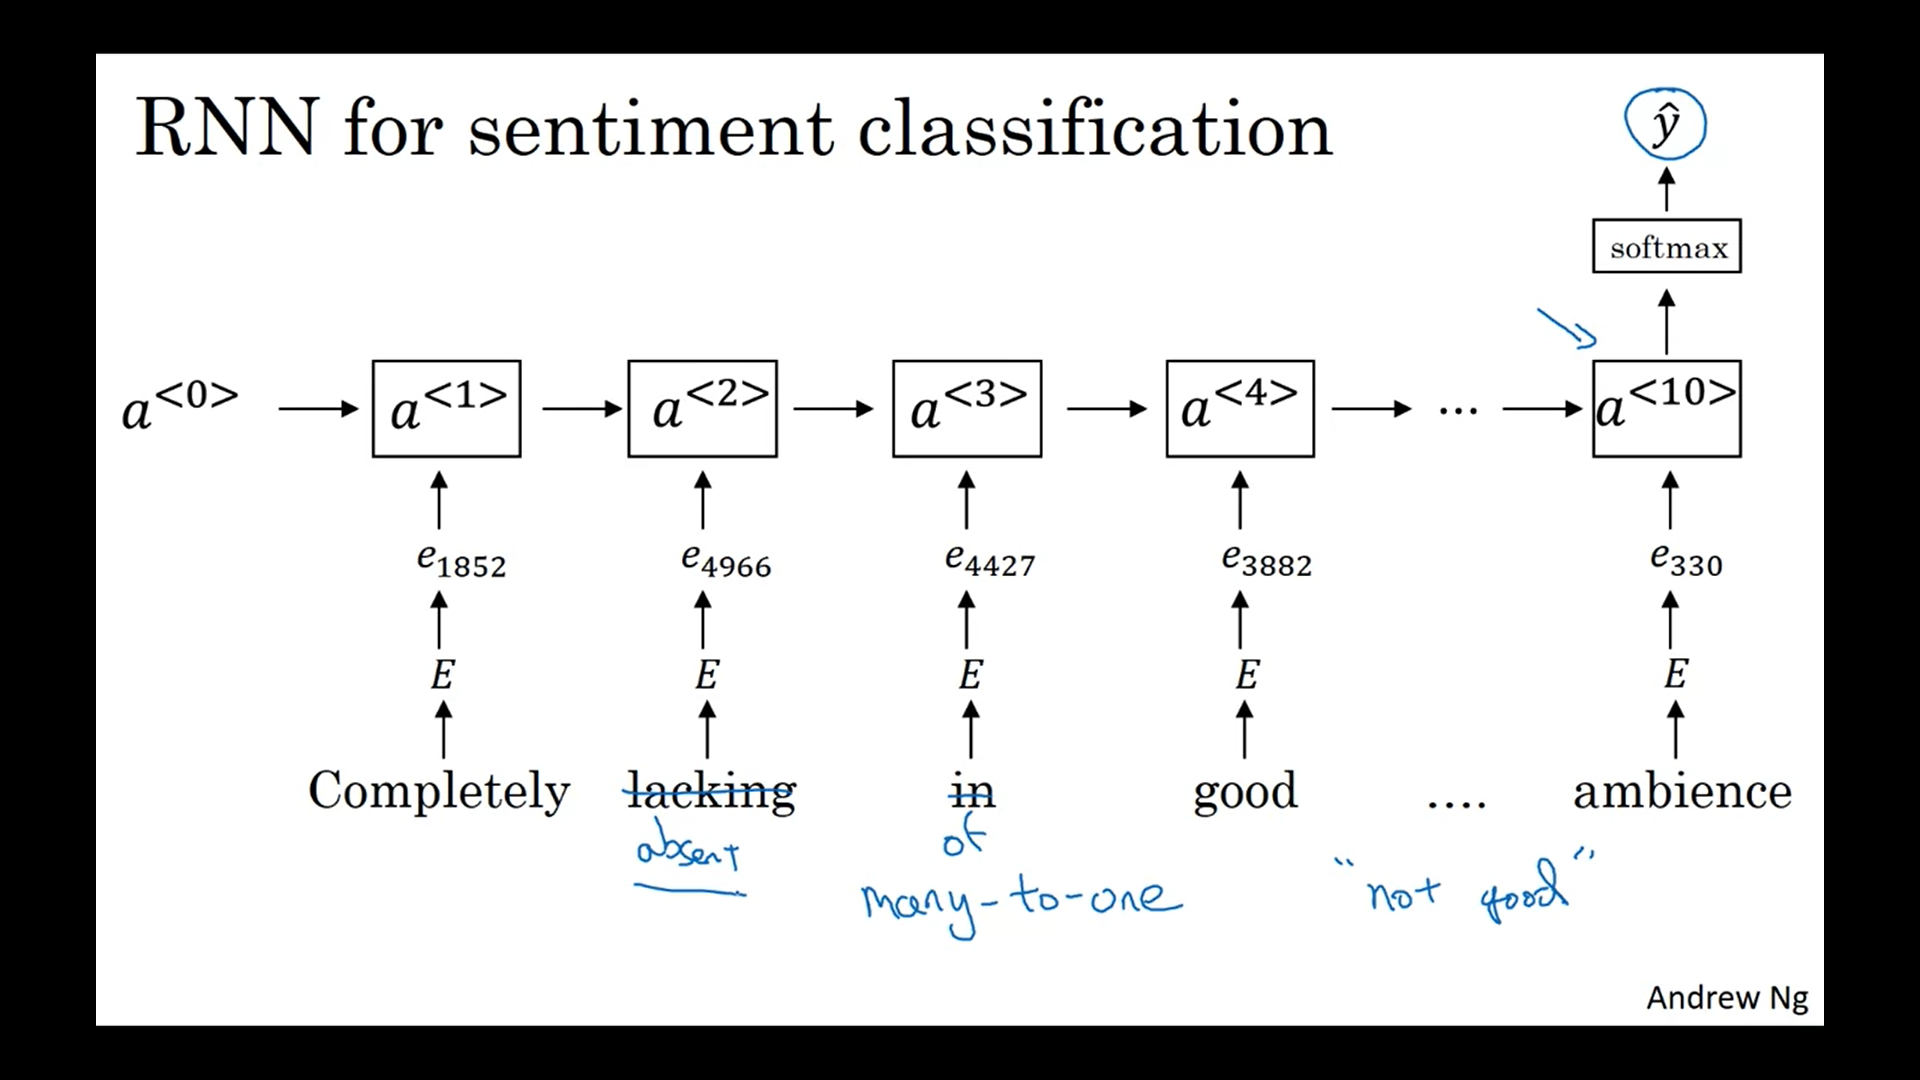 RNN for sentiment classification
ŷ
softmax
a<0> a<1> a<2> a<3> a<4> ... a<10>
e1852 e4966 e4427 e3882 e330
E E E E E
Completely lacking in good .... ambience
absent of
many-to-one "not good"
Andrew Ng